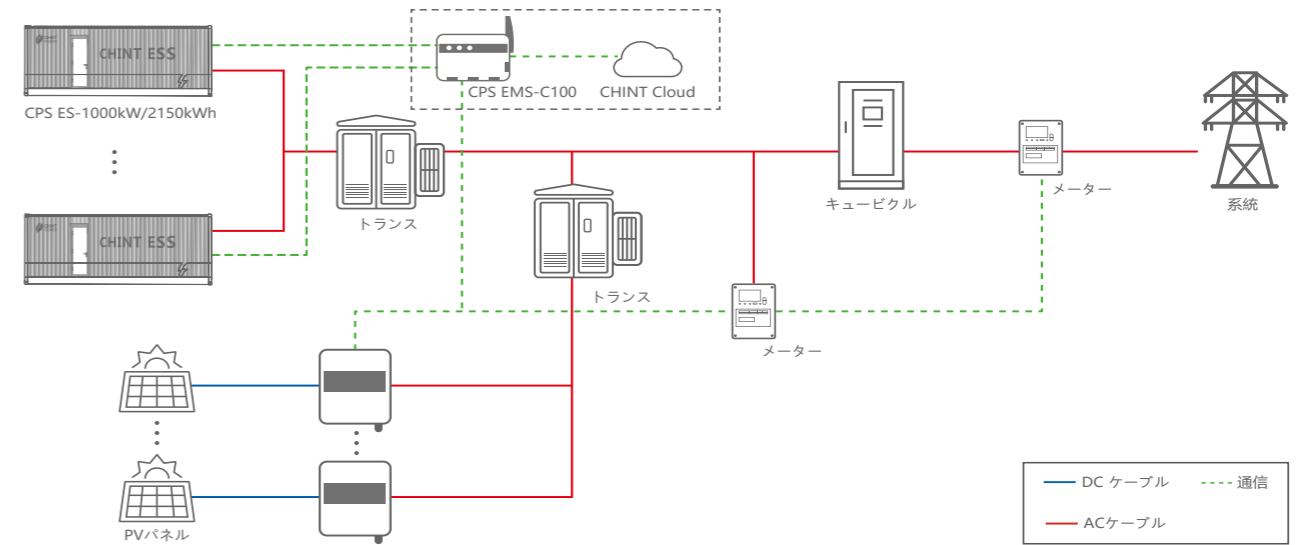 CHINT ESS
CPS ES-1000kW/2150kWh
CPS EMS-C100
CHINT Cloud
トランス
キュービクル
メーター
系統
CHINT ESS
トランス
メーター
PVパネル
DC ケーブル
通信
ACケーブル